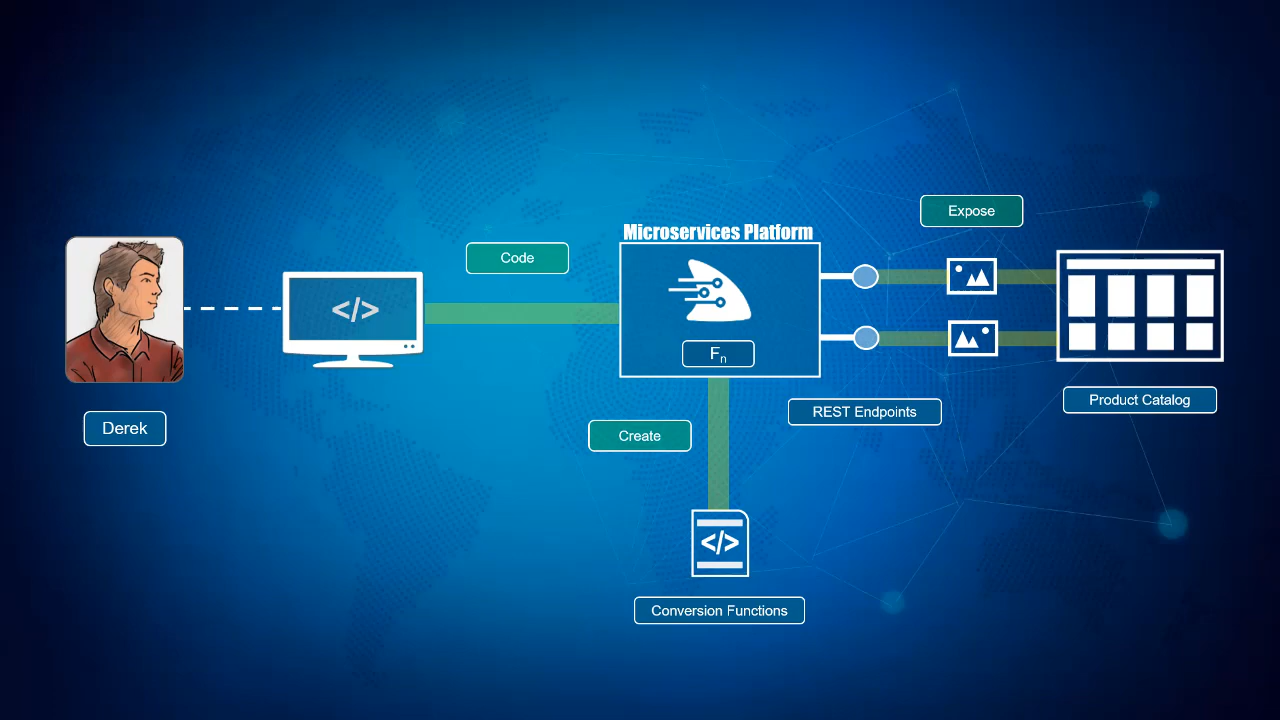 Expose
Microservices Platform
Code
</>
Fn
Product Catalog
REST Endpoints
Derek
Create
</>
Conversion Functions